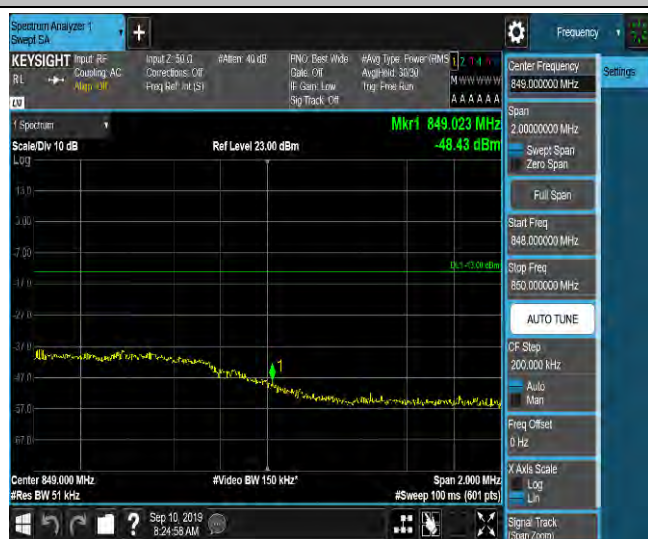 Spectrum Analyzer 1
Swept SA
+
Frequency
KEYSIGHT
RL
Input: RF
Coupling: AC
Align: Off
Input Z: 50 Ω
Corrections: Off
Freq Ref: Int (S)
#Atten: 40 dB
PNO: Best Wide
Gate: Off
IF Gain: Low
Sig Track: Off
#Avg Type: Power (RMS
Avg|Hold: 30/30
Trig: Free Run
M W W W W W
A A A A A A
LXI
1 Spectrum
Scale/Div 10 dB
Ref Level 23.00 dBm
Mkr1 849.023 MHz
-48.43 dBm
Log
13.0
3.00
-7.00
DL1 -13.00 dBm
-17.0
-27.0
-37.0
-47.0
-57.0
-67.0
1
Center 849.000 MHz
#Video BW 150 kHz*
Span 2.000 MHz
#Res BW 51 kHz
#Sweep 100 ms (601 pts)
Sep 10, 2019
8:24:58 AM
Center Frequency
849.000000 MHz
Settings
Span
2.00000000 MHz
Swept Span
Zero Span
Full Span
Start Freq
848.000000 MHz
Stop Freq
850.000000 MHz
AUTO TUNE
CF Step
200.000 kHz
Auto
Man
Freq Offset
0 Hz
X Axis Scale
Log
Lin
Signal Track
(Span Zoom)